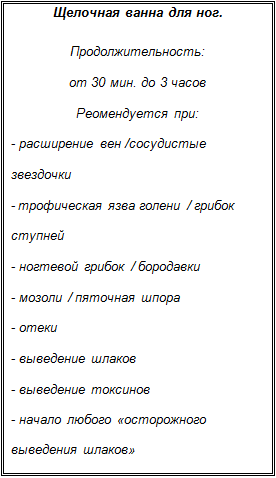 Щелочная ванна для ног.
Продолжительность:
от 30 мин. до 3 часов
Реомендуется при:
- расширение вен /сосудистые
звездочки
- трофическая язва голени / грибок
ступней
- ногтевой грибок / бородавки
- мозоли / пяточная шпора
- отеки
- выведение шлаков
- выведение токсинов
- начало любого «осторожного
выведения шлаков»